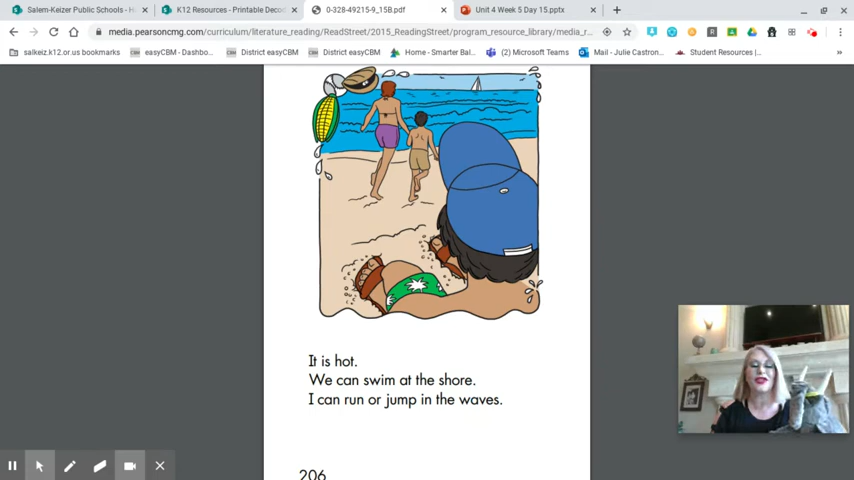 Salem-Keizer Public Schools - H
K12 Resources - Printable Decoc
0-328-49215-9_15B.pdf
Unit 4 Week 5 Day 15.pptx
media.pearsoncmg.com/curriculum/literature_reading/ReadStreet/2015_ReadingStreet/program_resource_library/media_r...
salkeiz.k12.or.us bookmarks
easyCBM - Dashbo...
District easyCBM
District easyCBM
Home - Smarter Bal...
(2) Microsoft Teams
Mail - Julie Castron...
Student Resources |...
It is hot.
We can swim at the shore.
I can run or jump in the waves.
206